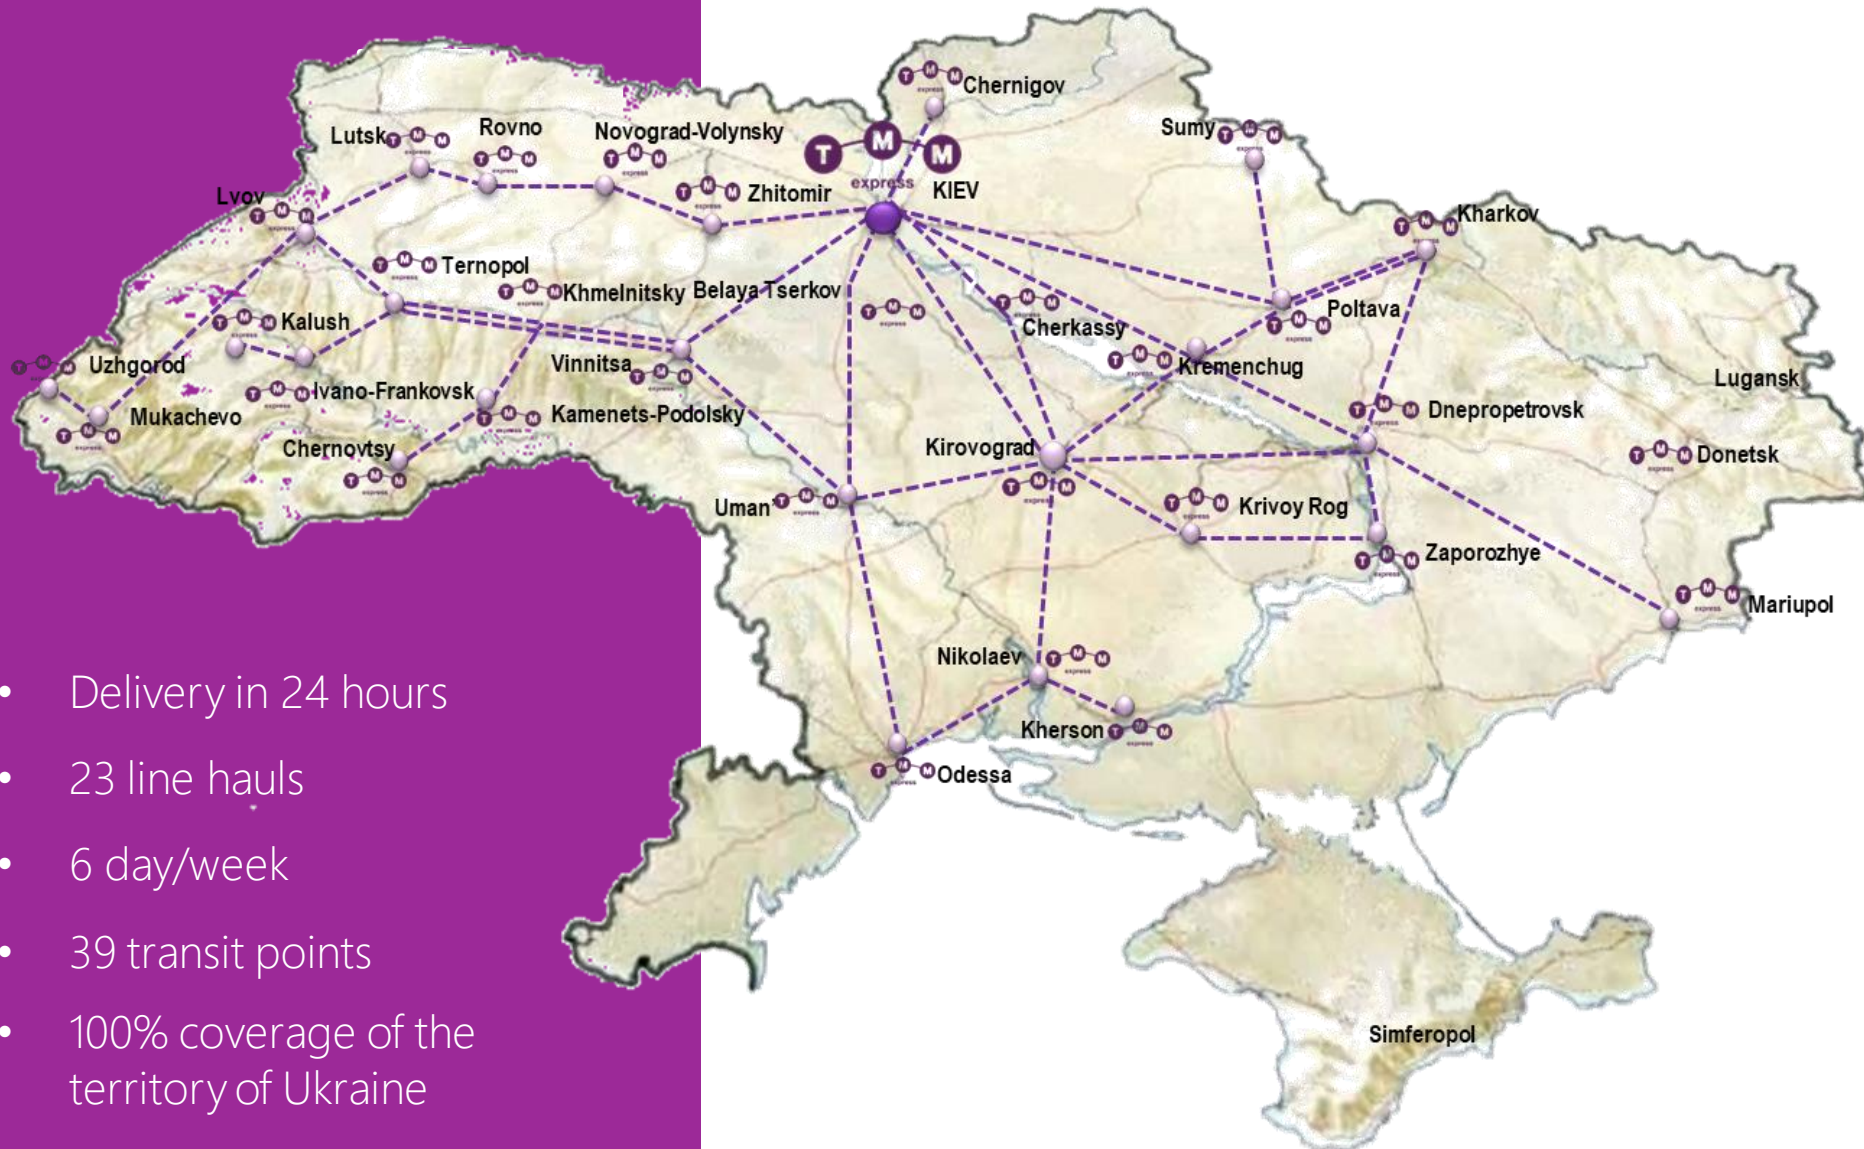 Chernigov
Lutsk
Rovno
Novograd-Volynsky
Sumy
T M M
express
KIEV
Zhitomir
Lvov
Kharkov
Ternopol
Khmelnitsky
Belaya Tserkov
Kalush
Cherkassy
Poltava
Uzhgorod
Vinnitsa
Kremenchug
Lugansk
Ivano-Frankovsk
Mukachevo
Kamenets-Podolsky
Dnepropetrovsk
Chernovtsy
Kirovograd
Donetsk
Uman'
Krivoy Rog
Zaporozhye
Mariupol
Nikolaev
Kherson
Odessa
Simferopol
• Delivery in 24 hours
• 23 line hauls
• 6 day/week
• 39 transit points
• 100% coverage of the
territory of Ukraine